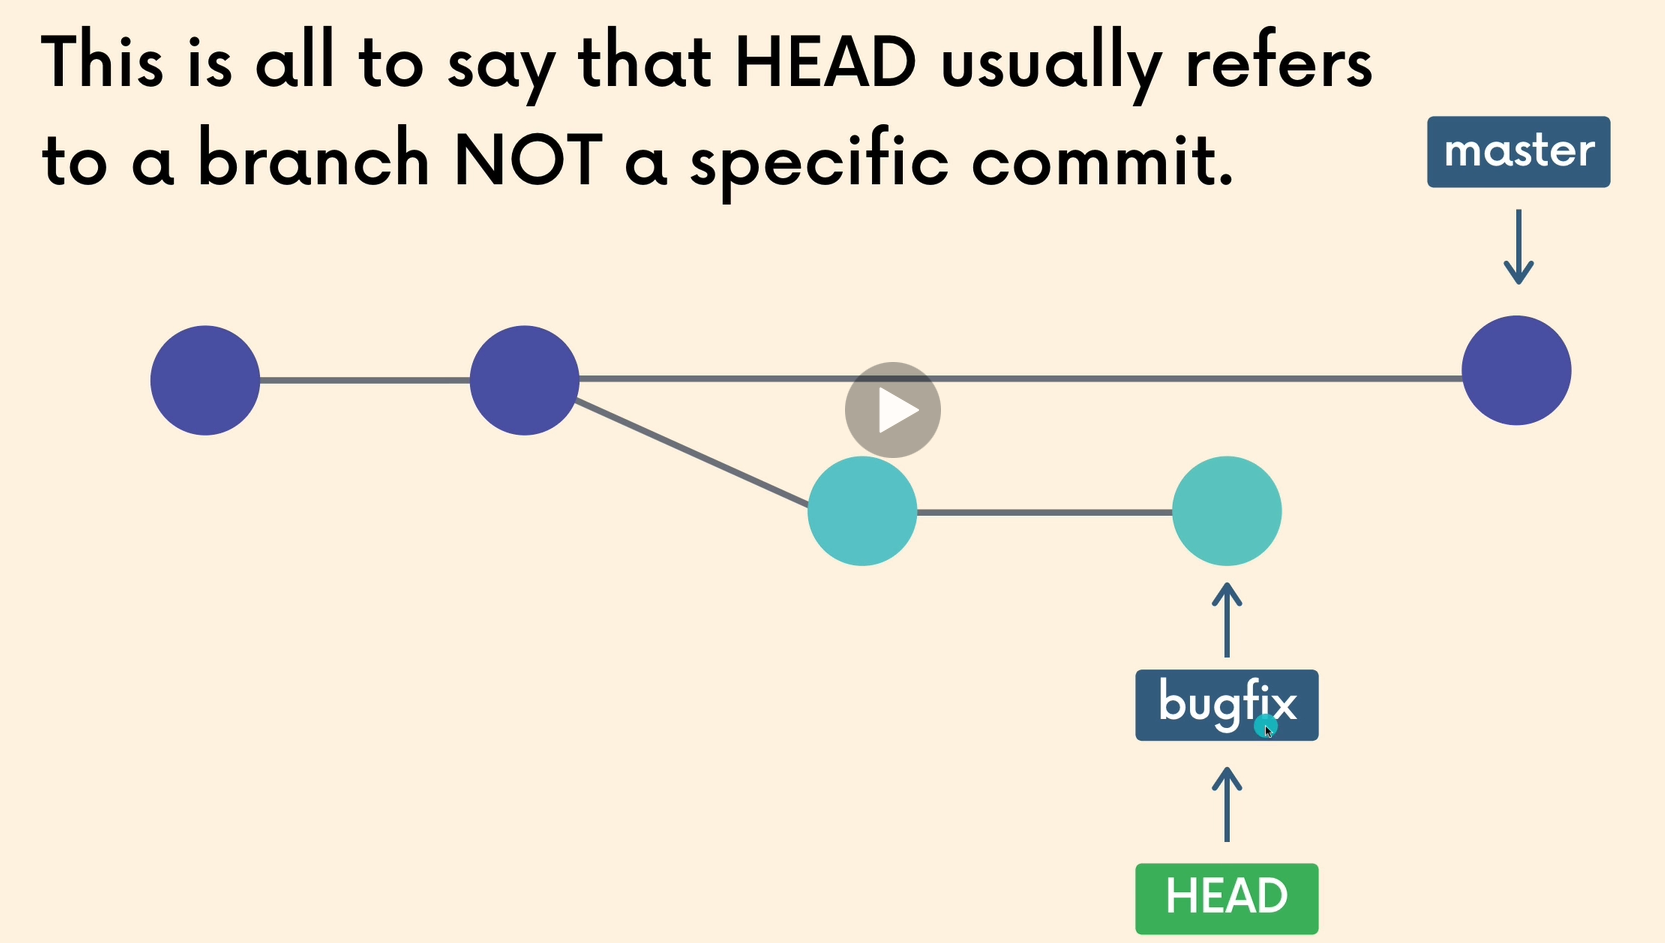 This is all to say that HEAD usually refers
to a branch NOT a specific commit.
master
bugfix
HEAD